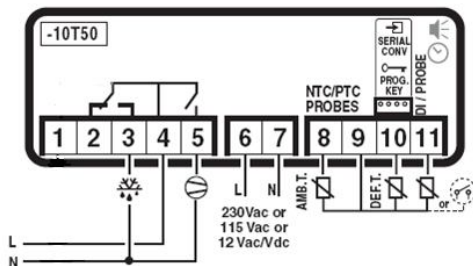 -10T50
SERIAL
CONV
PROG.
KEY
DI / PROBE
NTC/PTC
PROBES
1 2 3 4 5 6 7 8 9 10 11
L N
AMB.T.
DEF.T.
or
230Vac or
115 Vac or
12 Vac/Vdc
L
N